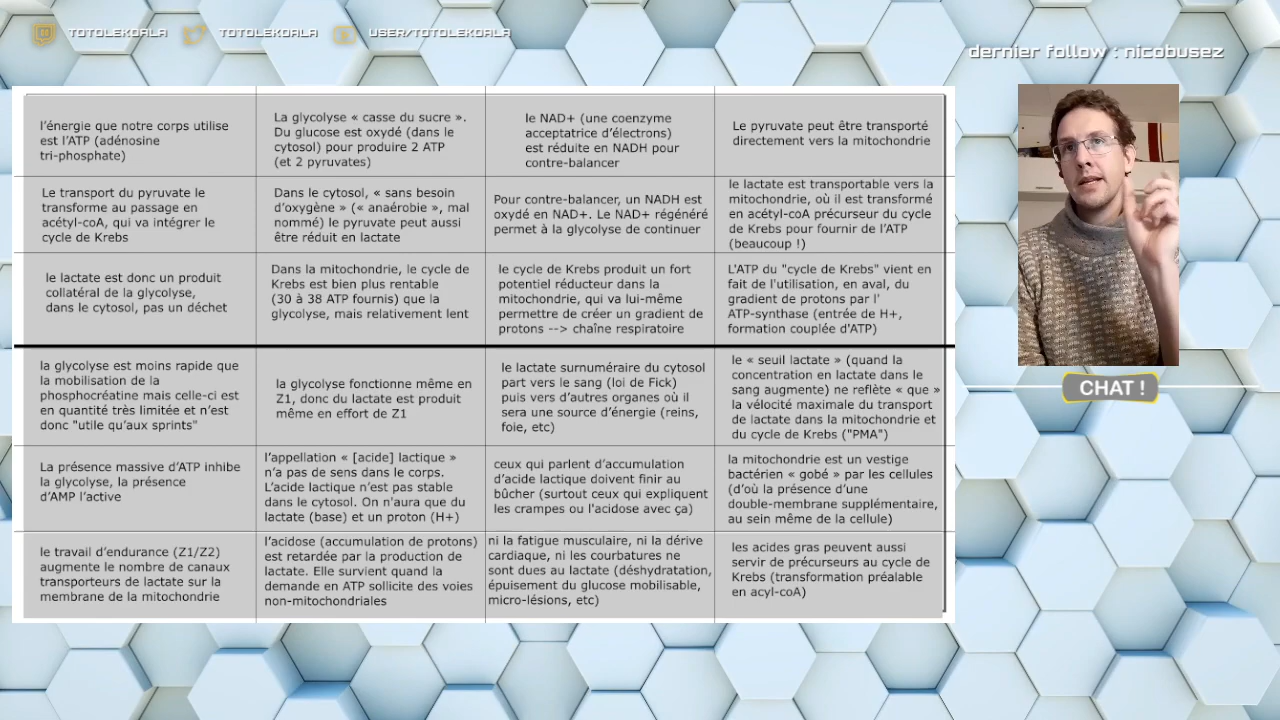 TOTOLEKOALA
TOTOLEKOALA
USER/TOTOLEKOALA
dernier follow : nicobusez
l'énergie que notre corps utilise
est l'ATP (adénosine
tri-phosphate)
La glycolyse « casse du sucre ».
Du glucose est oxydé (dans le
cytosol) pour produire 2 ATP
(et 2 pyruvates)
le NAD+ (une coenzyme
acceptatrice d'électrons)
est réduite en NADH pour
contre-balancer
Le pyruvate peut être transporté
directement vers la mitochondrie
Le transport du pyruvate le
transforme au passage en
acétyl-coA, qui va intégrer le
cycle de Krebs
Dans le cytosol, « sans besoin
d'oxygène » (« anaérobie », mal
nommé) le pyruvate peut aussi
être réduit en lactate
Pour contre-balancer, un NADH est
oxydé en NAD+. Le NAD+ régénéré
permet à la glycolyse de continuer
le lactate est transportable vers la
mitochondrie, où il est transformé
en acétyl-coA précurseur du cycle
de Krebs pour fournir de l'ATP
(beaucoup !)
le lactate est donc un produit
collatéral de la glycolyse,
dans le cytosol, pas un déchet
Dans la mitochondrie, le cycle de
Krebs est bien plus rentable
(30 à 38 ATP fournis) que la
glycolyse, mais relativement lent
le cycle de Krebs produit un fort
potentiel réducteur dans la
mitochondrie, qui va lui-même
permettre de créer un gradient de
protons --> chaîne respiratoire
L'ATP du "cycle de Krebs" vient en
fait de l'utilisation, en aval, du
gradient de protons par l'
ATP-synthase (entrée de H+,
formation couplée d'ATP)
la glycolyse est moins rapide que
la mobilisation de la
phosphocréatine mais celle-ci est
en quantité très limitée et n'est
donc "utile qu'aux sprints"
la glycolyse fonctionne même en
Z1, donc du lactate est produit
même en effort de Z1
le lactate surnuméraire du cytosol
part vers le sang (loi de Fick)
puis vers d'autres organes où il
sera une source d'énergie (reins,
foie, etc)
le « seuil lactate » (quand la
concentration en lactate dans le
sang augmente) ne reflète « que »
la vélocité maximale du transport
de lactate dans la mitochondrie et
du cycle de Krebs ("PMA")
La présence massive d'ATP inhibe
la glycolyse, la présence
d'AMP l'active
l'appellation « [acide] lactique »
n'a pas de sens dans le corps.
L'acide lactique n'est pas stable
dans le cytosol. On n'aura que du
lactate (base) et un proton (H+)
ceux qui parlent d'accumulation
d'acide lactique doivent finir au
bûcher (surtout ceux qui expliquent
les crampes ou l'acidose avec ça)
la mitochondrie est un vestige
bactérien « gobé » par les cellules
(d'où la présence d'une
double-membrane supplémentaire,
au sein même de la cellule)
le travail d'endurance (Z1/Z2)
augmente le nombre de canaux
transporteurs de lactate sur la
membrane de la mitochondrie
l'acidose (accumulation de protons)
est retardée par la production de
lactate. Elle survient quand la
demande en ATP sollicite des voies
non-mitochondriales
ni la fatigue musculaire, ni la dérive
cardiaque, ni les courbatures ne
sont dues au lactate (déshydratation,
épuisement du glucose mobilisable,
micro-lésions, etc)
les acides gras peuvent aussi
servir de précurseurs au cycle de
Krebs (transformation préalable
en acyl-coA)
CHAT !